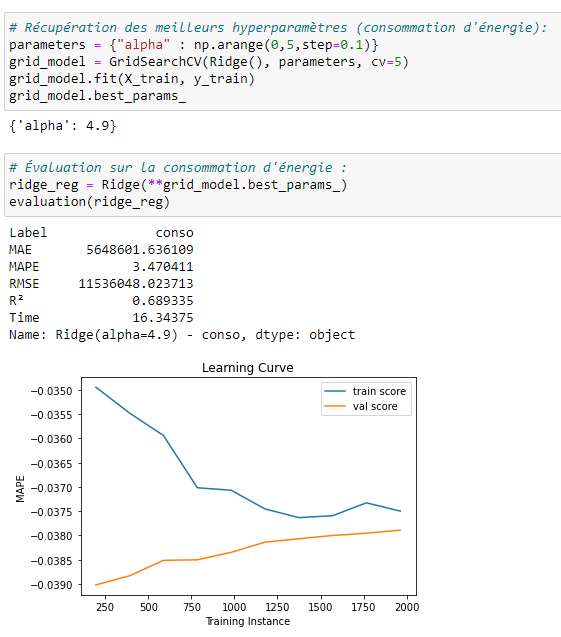 # Récupération des meilleurs hyperparamètres (consommation d'énergie):
parameters = {"alpha" : np.arange(0,5,step=0.1)}
grid_model = GridSearchCV(Ridge(), parameters, cv=5)
grid_model.fit(X_train, y_train)
grid_model.best_params_
{'alpha': 4.9}
# Évaluation sur la consommation d'énergie :
ridge_reg = Ridge(**grid_model.best_params_)
evaluation(ridge_reg)
Label conso
MAE 5648601.636109
MAPE 3.470411
RMSE 11536048.023713
R² 0.689335
Time 16.34375
Name: Ridge(alpha=4.9) - conso, dtype: object
Learning Curve
train score
val score
−0.0350
−0.0355
−0.0360
−0.0365
−0.0370
−0.0375
−0.0380
−0.0385
−0.0390
MAPE
250 500 750 1000 1250 1500 1750 2000
Training Instance